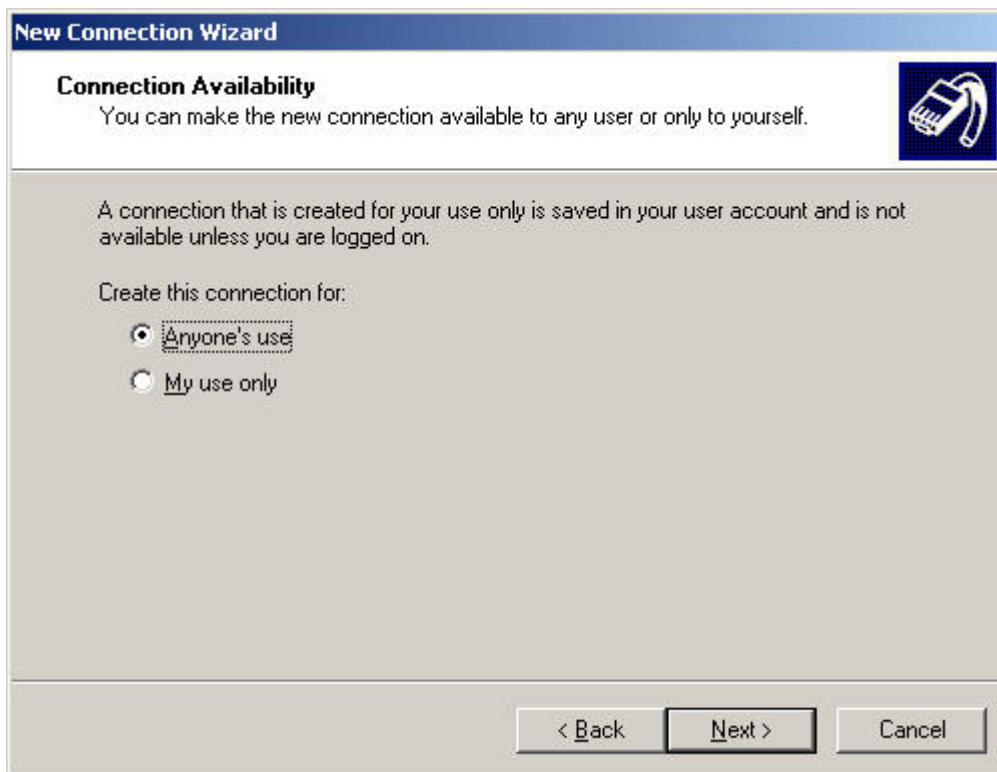 New Connection Wizard
Connection Availability
You can make the new connection available to any user or only to yourself.
A connection that is created for your use only is saved in your user account and is not
available unless you are logged on.
Create this connection for:
Anyone's use
My use only
< Back Next > Cancel